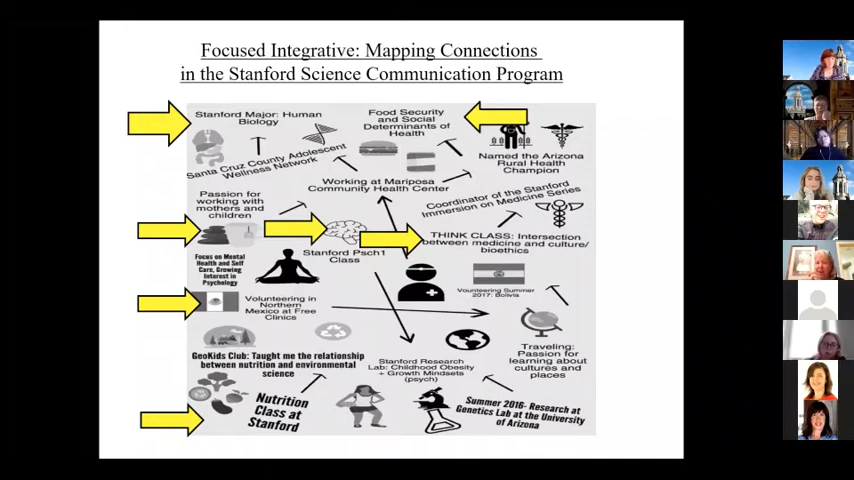 Focused Integrative: Mapping Connections
in the Stanford Science Communication Program
Stanford Major: Human
Biology
Food Security
and Social
Determinants of
Health
Santa Cruz County Adolescent
Wellness Network
Named the Arizona
Rural Health
Champion
Working at Mariposa
Community Health Center
Passion for
working with
mothers and
children
Coordinator of the Stanford
Immersion on Medicine Series
THINK CLASS: Intersection
between medicine and culture/
bioethics
Stanford Psch1
Class
Focus on Mental
Health and Self
Care, Growing
Interest in
Psychology
Vounteering Summer
2017: Bolivia
Volunteering in
Northern
Mexico at Free
Clinics
Traveling:
Passion for
learning about
cultures and
places
GeoKids Club: Taught me the relationship
between nutrition and environmental
science
Stanford Research
Lab: Childhood Obesity
+ Growth Mindsets
(psych)
Nutrition
Class at
Stanford
Summer 2016- Research at
Genetics Lab at the University
of Arizona